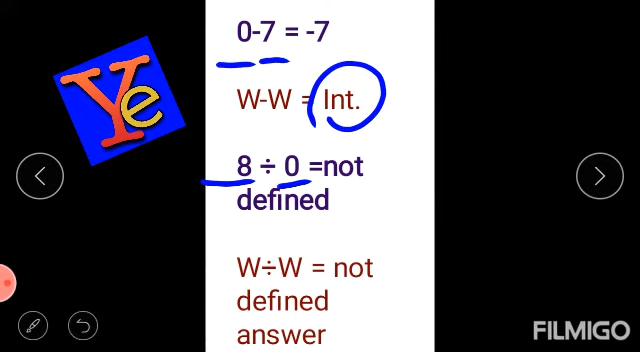 0-7 = -7
Ye
W-W = Int.
8 ÷ 0 =not
defined
W÷W = not
defined
answer
FILMIGO